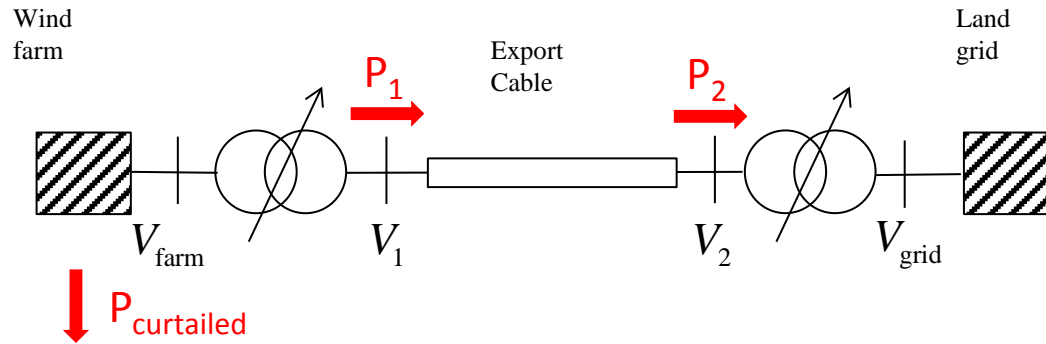 Wind
farm
Land
grid
Export
Cable
P1
P2
Vfarm
V1
V2
Vgrid
Pcurtailed